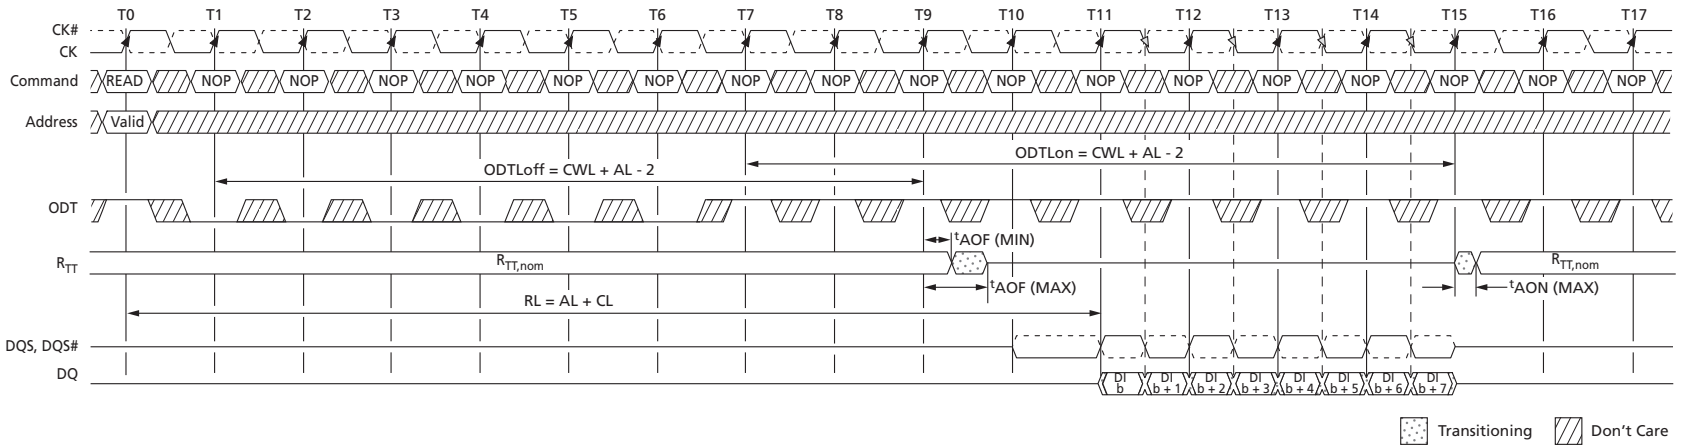 T0 T1 T2 T3 T4 T5 T6 T7 T8 T9 T10 T11 T12 T13 T14 T15 T16 T17
CK#
CK
Command READ NOP NOP NOP NOP NOP NOP NOP NOP NOP NOP NOP NOP NOP NOP NOP NOP NOP
Address Valid
ODTLon = CWL + AL - 2
ODTLoff = CWL + AL - 2
ODT
tAOF (MIN)
RTT RTT,nom RTT,nom
tAOF (MAX) tAON (MAX)
RL = AL + CL
DQS, DQS#
DQ DI b DI b + 1 DI b + 2 DI b + 3 DI b + 4 DI b + 5 DI b + 6 DI b + 7
Transitioning Don't Care